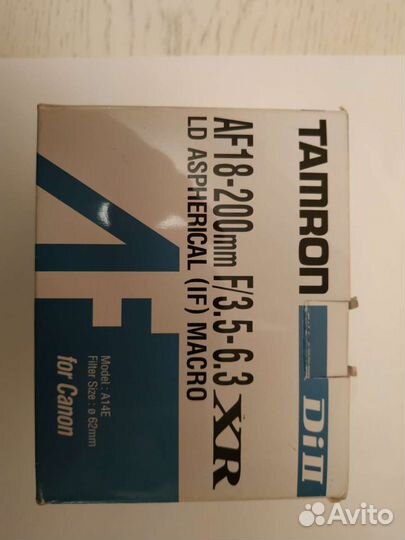 TAMRON Di II
AF18-200mm F/3.5-6.3 XR
LD ASPHERICAL (IF) MACRO
AF
Model : A14E
Filter Size : ø 62mm
for Canon
Avito